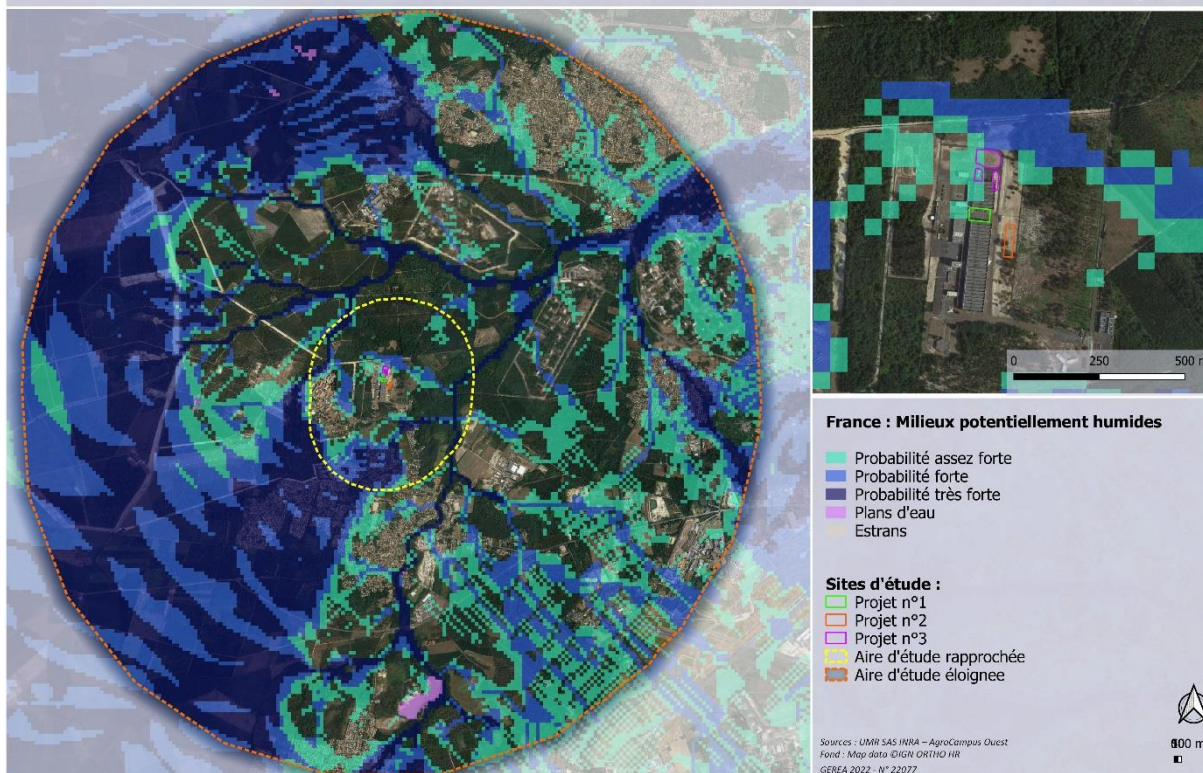 0 250 500 m
France : Milieux potentiellement humides
Probabilité assez forte
Probabilité forte
Probabilité très forte
Plans d'eau
Estrans
Sites d'étude :
Projet n°1
Projet n°2
Projet n°3
Aire d'étude rapprochée
Aire d'étude éloignee
Sources : UMR SAS INRA – AgroCampus Ouest
Fond : Map data ©IGN ORTHO HR
GEREA 2022 - N° 22077